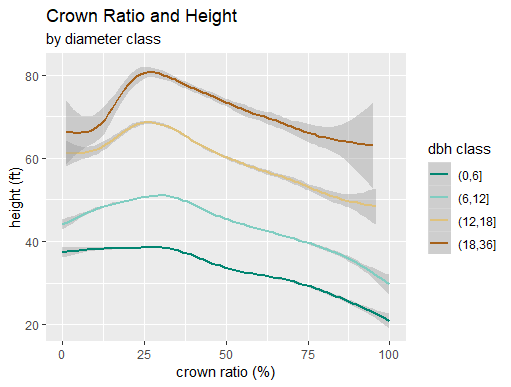 Crown Ratio and Height
by diameter class
80
60
40
20
height (ft)
0
25
50
75
100
crown ratio (%)
dbh class
(0,6]
(6,12]
(12,18]
(18,36]